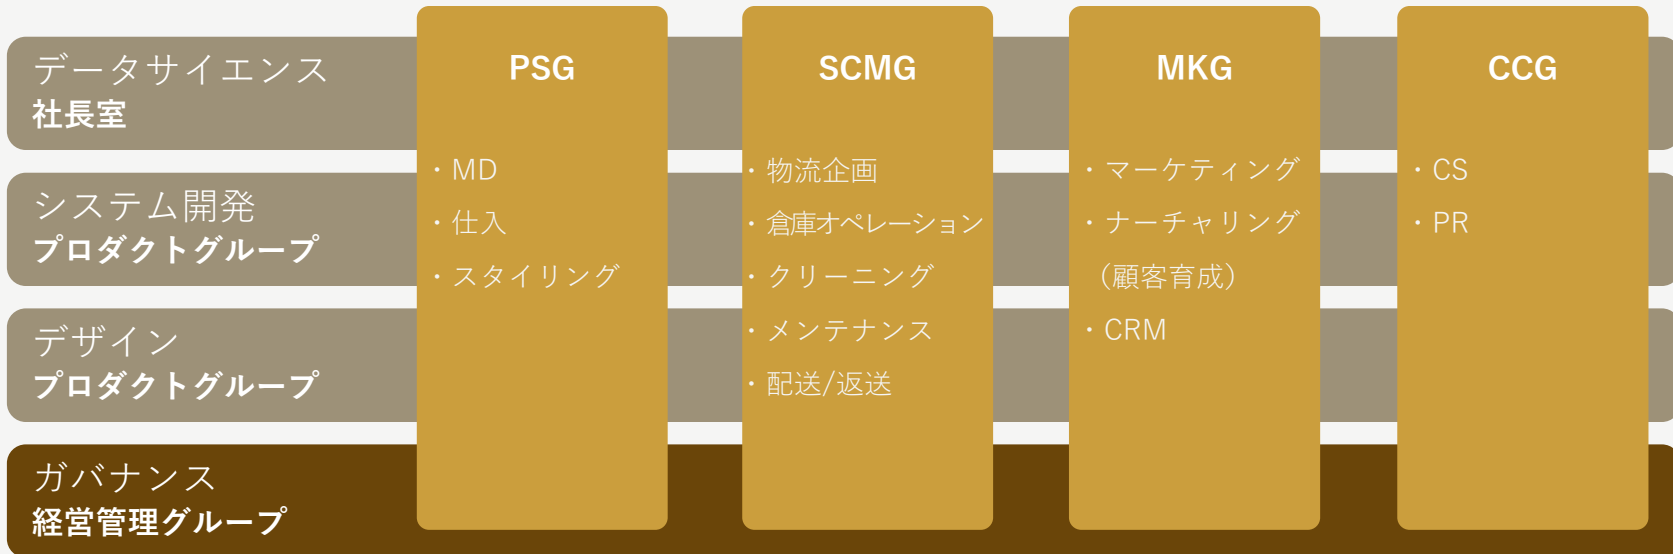 データサイエンス
社長室
システム開発
プロダクトグループ
デザイン
プロダクトグループ
ガバナンス
経営管理グループ
PSG
・MD
・仕入
・スタイリング
SCMG
・物流企画
・倉庫オペレーション
・クリーニング
・メンテナンス
・配送/返送
MKG
・マーケティング
・ナーチャリング
（顧客育成）
・CRM
CCG
・CS
・PR